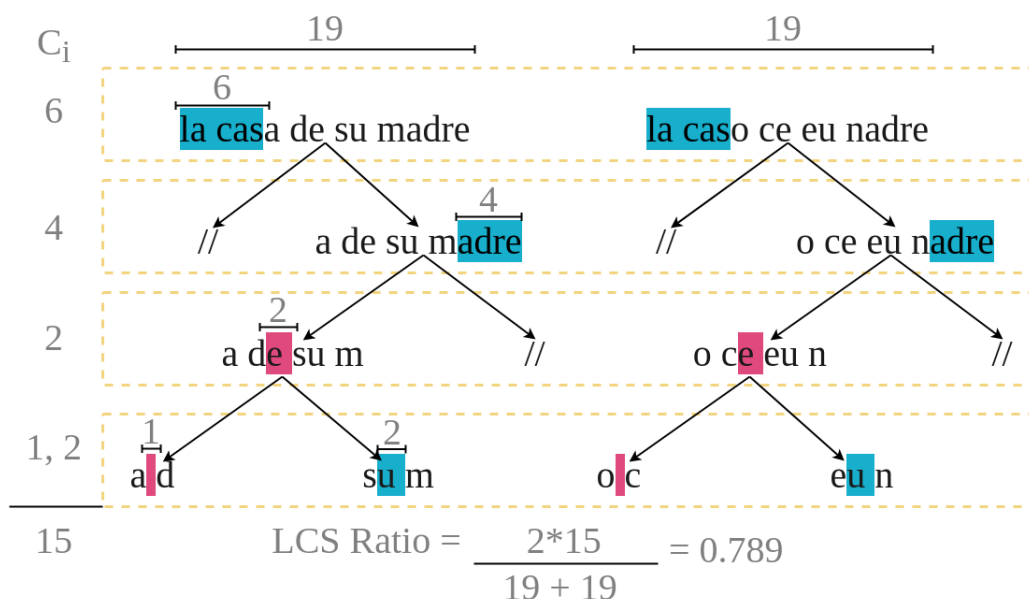 Ci 19 19
6
6 la casa de su madre la caso ce eu nadre
4
4 // a de su madre // o ce eu nadre
2
2 a de su m // o ce eu n //
1 2
1, 2 a d su m o c eu n
15 LCS Ratio = 2*15 = 0.789
19 + 19